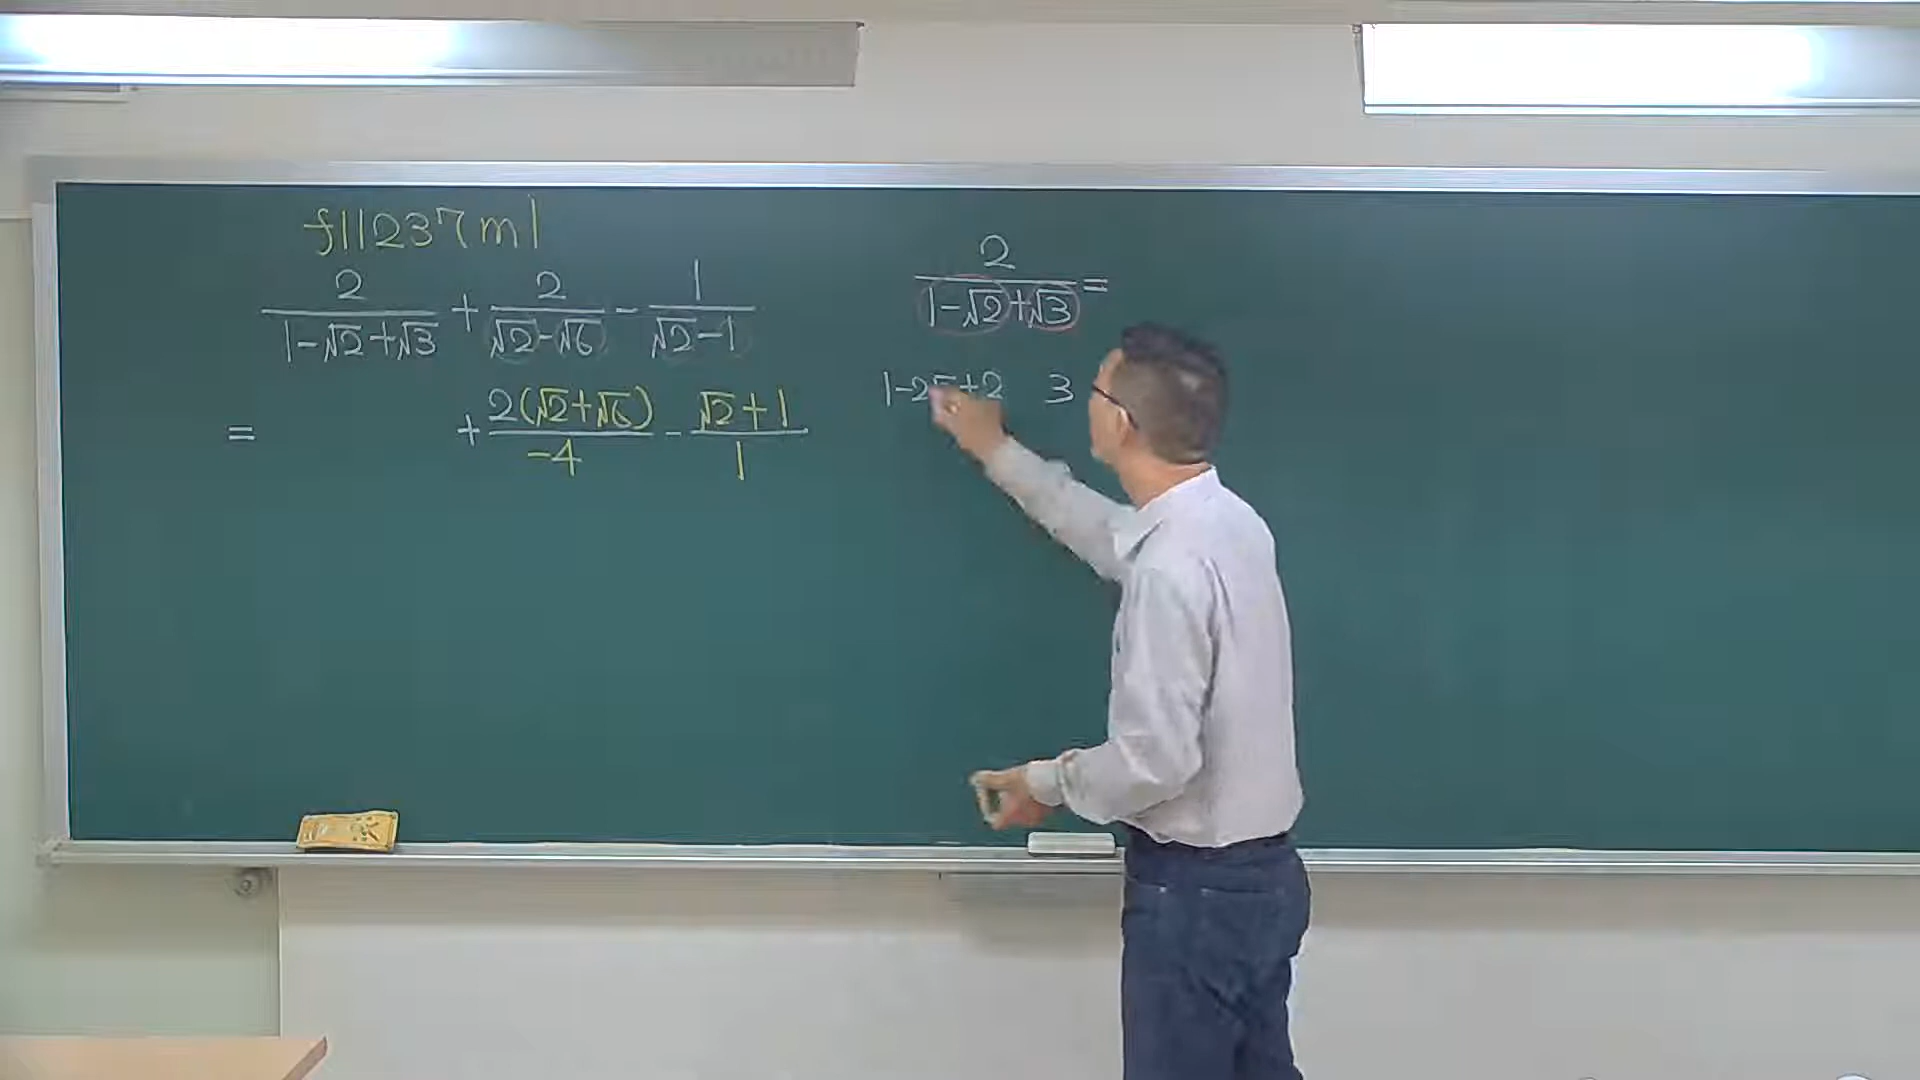 f11237m1
2/(1-√2+√3) + 2/(√2-√6) - 1/(√2-1)
= + 2(√2+√6)/-4 - (√2+1)/1
2/(1-√2+√3) =
1-2√ +2 3